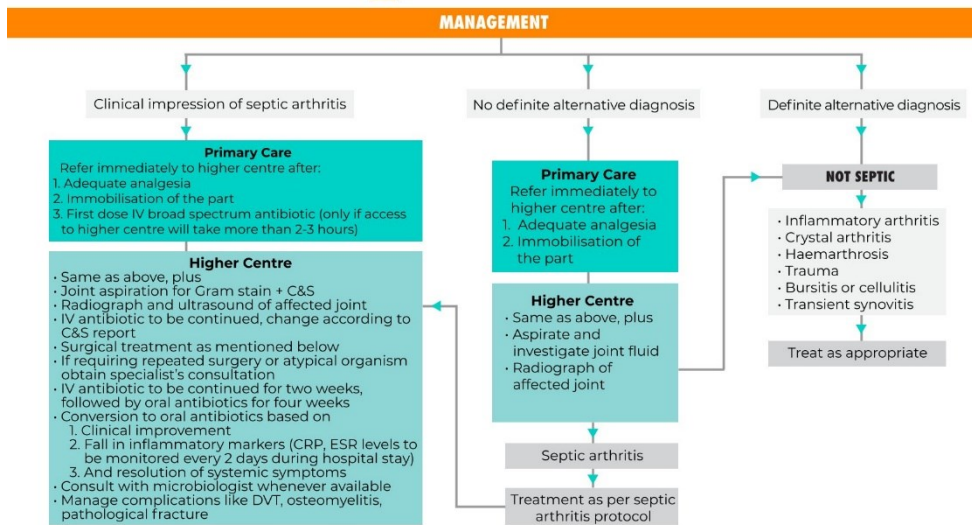 MANAGEMENT
Clinical impression of septic arthritis
Primary Care
Refer immediately to higher centre after:
1. Adequate analgesia
2. Immobilisation of the part
3. First dose IV broad spectrum antibiotic (only if access
to higher centre will take more than 2-3 hours)
Higher Centre
• Same as above, plus
• Joint aspiration for Gram stain + C&S
• Radiograph and ultrasound of affected joint
• IV antibiotic to be continued, change according to
C&S report
• Surgical treatment as mentioned below
• If requiring repeated surgery or atypical organism
obtain specialist's consultation
• IV antibiotic to be continued for two weeks,
followed by oral antibiotics for four weeks
• Conversion to oral antibiotics based on
1. Clinical improvement
2. Fall in inflammatory markers (CRP, ESR levels to
be monitored every 2 days during hospital stay)
3. And resolution of systemic symptoms
• Consult with microbiologist whenever available
• Manage complications like DVT, osteomyelitis,
pathological fracture
No definite alternative diagnosis
Primary Care
Refer immediately to
higher centre after:
1. Adequate analgesia
2. Immobilisation of
the part
Higher Centre
• Same as above, plus
• Aspirate and
investigate joint fluid
• Radiograph of
affected joint
Septic arthritis
Treatment as per septic
arthritis protocol
Definite alternative diagnosis
NOT SEPTIC
• Inflammatory arthritis
• Crystal arthritis
• Haemarthrosis
• Trauma
• Bursitis or cellulitis
• Transient synovitis
Treat as appropriate